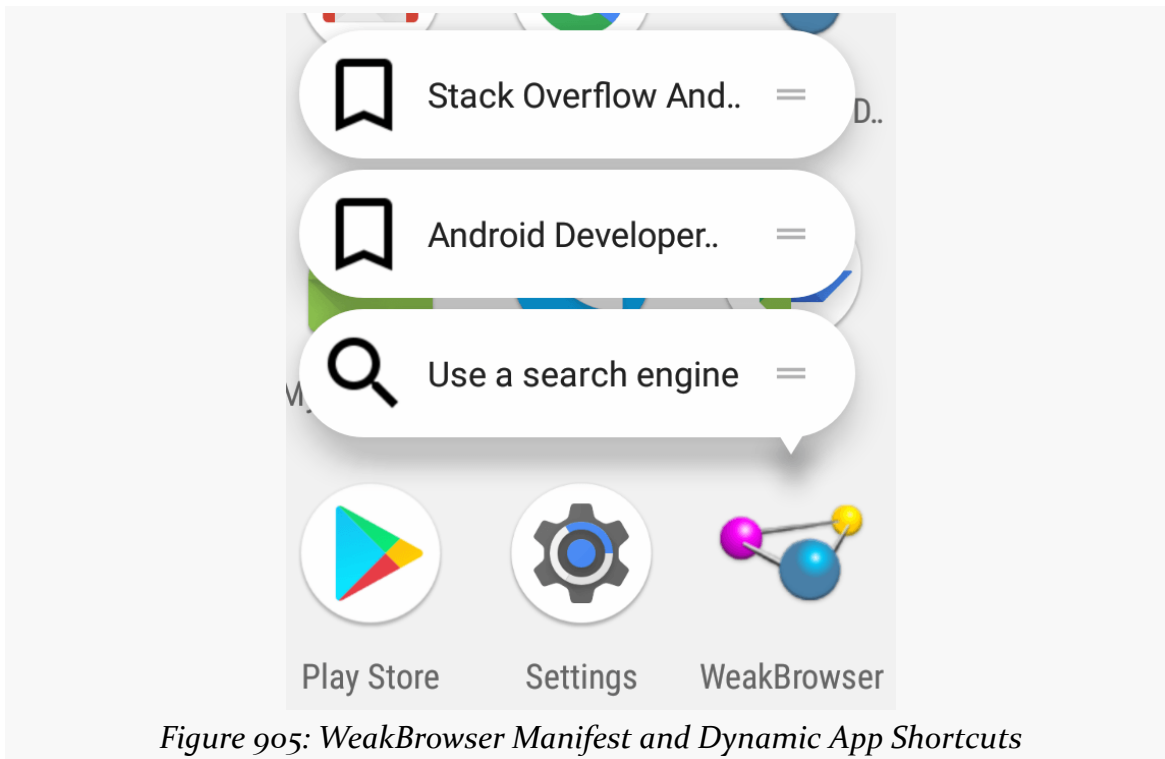 D..
Stack Overflow And..
Android Developer..
Use a search engine
Play Store
Settings
WeakBrowser
Figure 905: WeakBrowser Manifest and Dynamic App Shortcuts